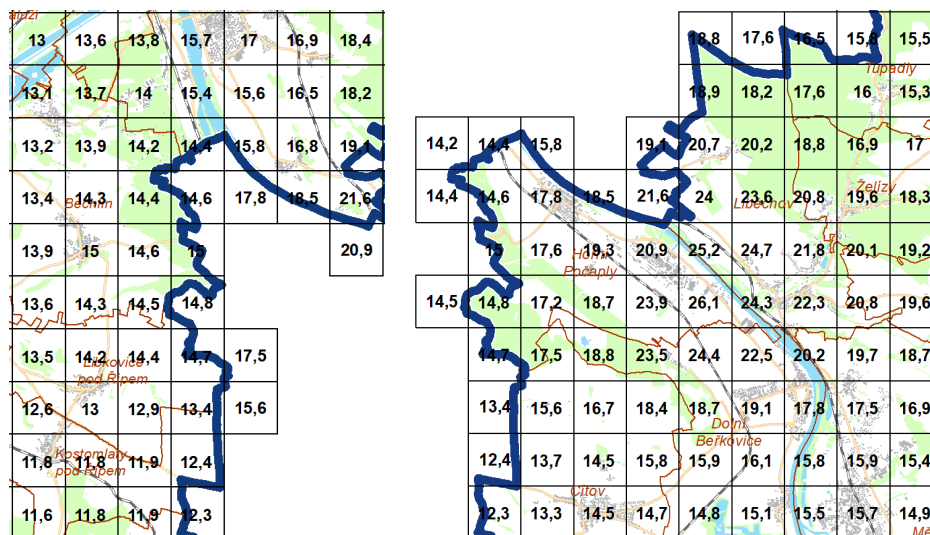 aluží
13 13,6 13,8 15,7 17 16,9 18,4
13,1 13,7 14 15,4 15,6 16,5 18,2
13,2 13,9 14,2 14,4 15,8 16,8 19,1
13,4 14,3 14,4 14,6 17,8 18,5 21,6
Bechlín
13,9 15 14,6 15 20,9
13,6 14,3 14,5 14,8
13,5 14,2 14,4 14,7 17,5
Libkovice
pod Řípem
12,6 13 12,9 13,4 15,6
Kostomlaty
pod Řípem
11,8 11,8 11,9 12,4
11,6 11,8 11,9 12,3
18,8 17,6 16,5 15,8 15,5
Tupadly
18,9 18,2 17,6 16 15,3
14,2 14,4 15,8 19,1 20,7 20,2 18,8 16,9 17
14,4 14,6 17,8 18,5 21,6 24 23,6 20,8 19,6 18,3
Želízy
Liběchov
15 17,6 19,3 20,9 25,2 24,7 21,8 20,1 19,2
Horní
Počaply
14,5 14,8 17,2 18,7 23,9 26,1 24,3 22,3 20,8 19,6
14,7 17,5 18,8 23,5 24,4 22,5 20,2 19,7 18,7
13,4 15,6 16,7 18,4 18,7 19,1 17,8 17,5 16,9
Dolní
Beřkovice
12,4 13,7 14,5 15,8 15,9 16,1 15,8 15,9 15,4
Cítov
12,3 13,3 14,5 14,7 14,8 15,1 15,5 15,7 14,9
Mě